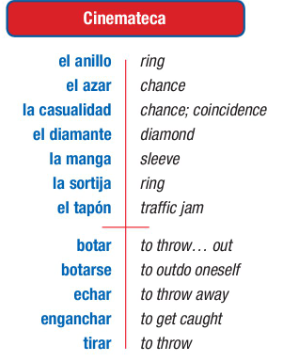 Cinemateca
el anillo ring
el azar chance
la casualidad chance; coincidence
el diamante diamond
la manga sleeve
la sortija ring
el tapón traffic jam
botar to throw… out
botarse to outdo oneself
echar to throw away
enganchar to get caught
tirar to throw